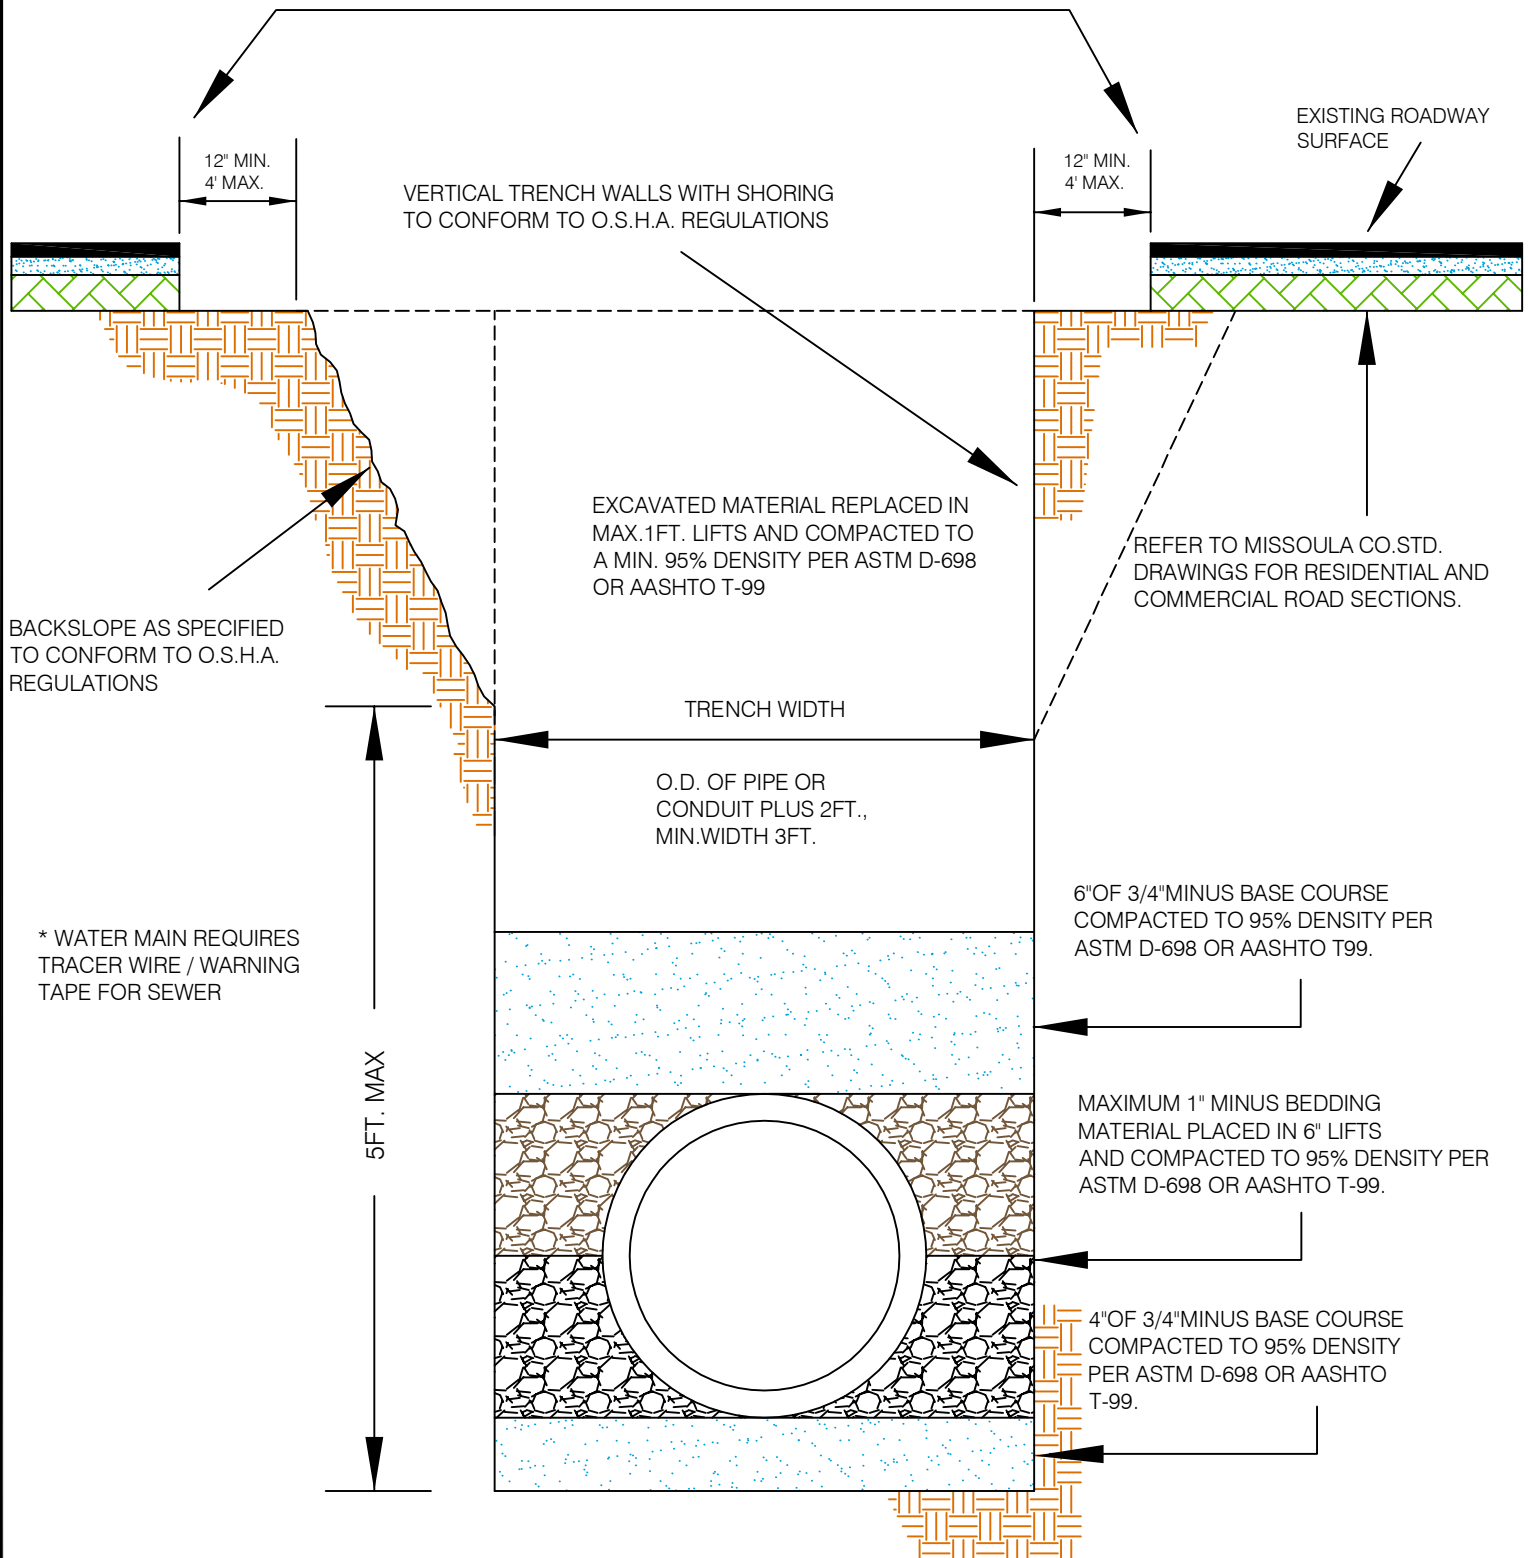 EXISTING ROADWAY
SURFACE
12" MIN.
4' MAX.
12" MIN.
4' MAX.
VERTICAL TRENCH WALLS WITH SHORING
TO CONFORM TO O.S.H.A. REGULATIONS
EXCAVATED MATERIAL REPLACED IN
MAX.1FT. LIFTS AND COMPACTED TO
A MIN. 95% DENSITY PER ASTM D-698
OR AASHTO T-99
REFER TO MISSOULA CO.STD.
DRAWINGS FOR RESIDENTIAL AND
COMMERCIAL ROAD SECTIONS.
BACKSLOPE AS SPECIFIED
TO CONFORM TO O.S.H.A.
REGULATIONS
TRENCH WIDTH
O.D. OF PIPE OR
CONDUIT PLUS 2FT.,
MIN.WIDTH 3FT.
* WATER MAIN REQUIRES
TRACER WIRE / WARNING
TAPE FOR SEWER
5FT. MAX
6"OF 3/4"MINUS BASE COURSE
COMPACTED TO 95% DENSITY PER
ASTM D-698 OR AASHTO T99.
MAXIMUM 1" MINUS BEDDING
MATERIAL PLACED IN 6" LIFTS
AND COMPACTED TO 95% DENSITY PER
ASTM D-698 OR AASHTO T-99.
4"OF 3/4"MINUS BASE COURSE
COMPACTED TO 95% DENSITY
PER ASTM D-698 OR AASHTO
T-99.